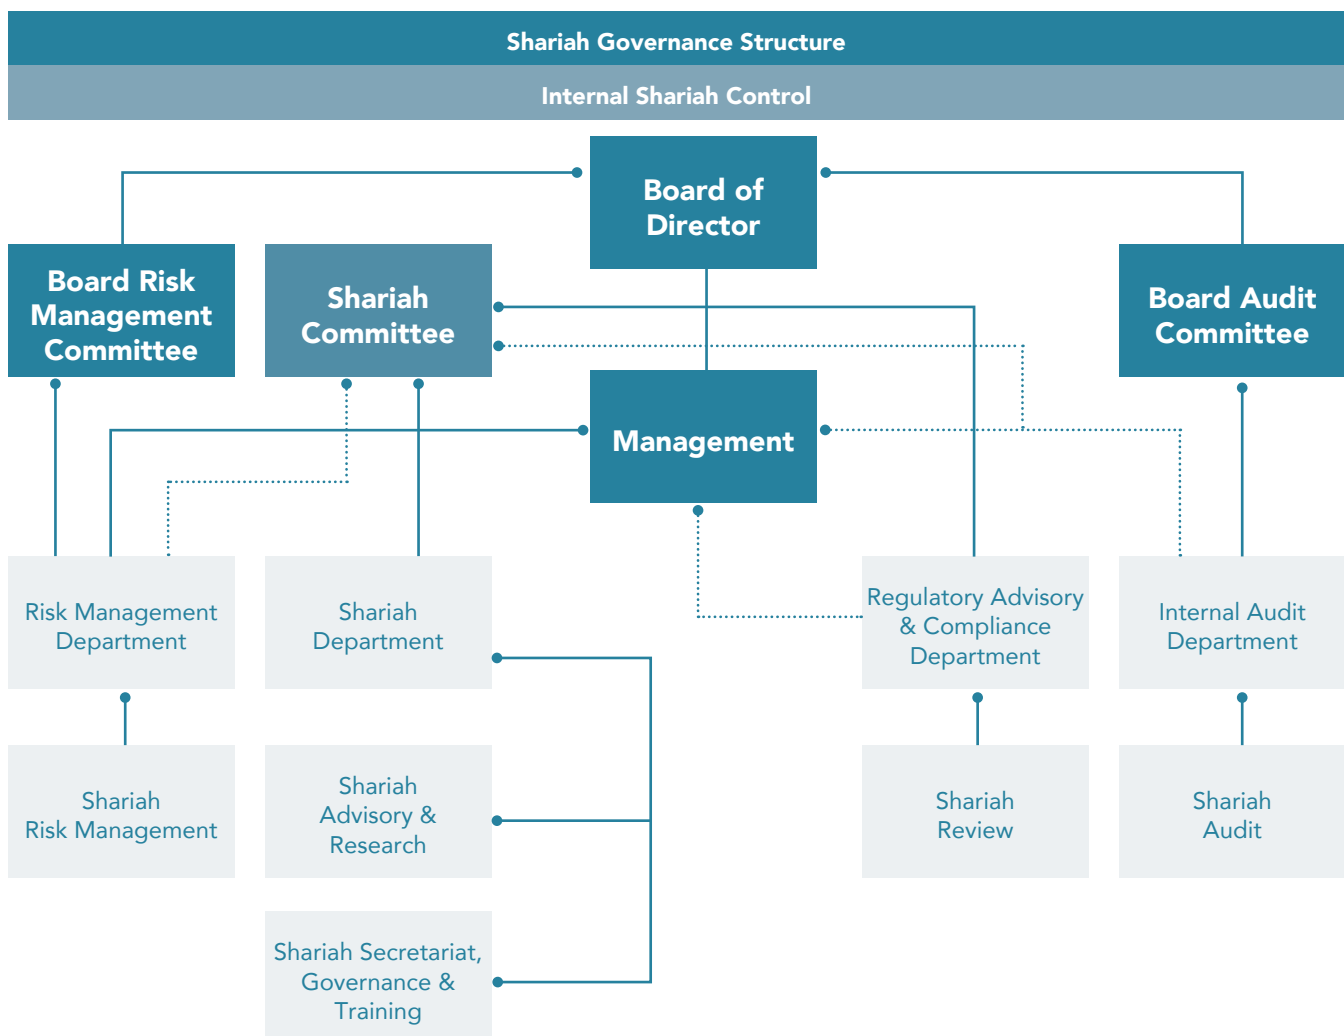 Shariah Governance Structure
Internal Shariah Control
Board of
Director
Board Risk
Management
Committee
Shariah
Committee
Board Audit
Committee
Management
Risk Management
Department
Shariah
Department
Regulatory Advisory
& Compliance
Department
Internal Audit
Department
Shariah
Risk Management
Shariah
Advisory &
Research
Shariah
Review
Shariah
Audit
Shariah Secretariat,
Governance &
Training